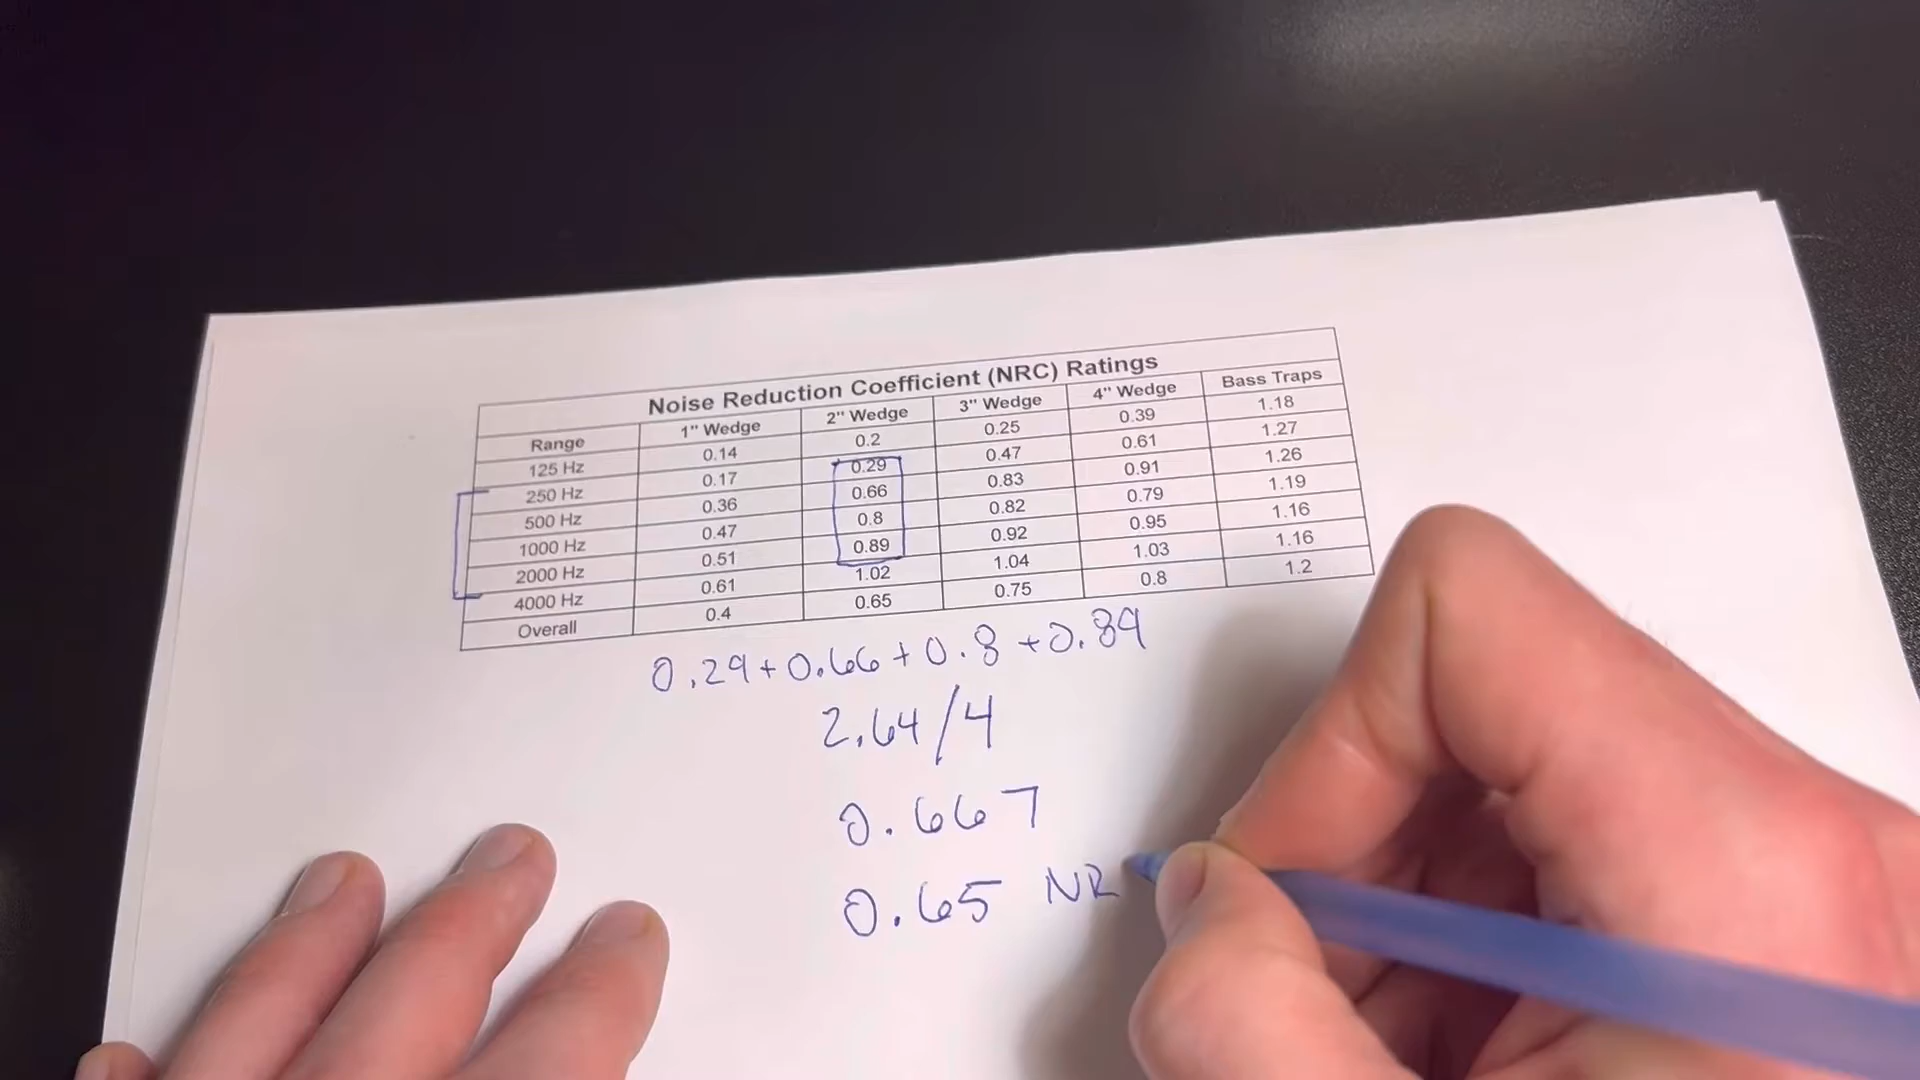 Noise Reduction Coefficient (NRC) Ratings
Range 1" Wedge 2" Wedge 3" Wedge 4" Wedge Bass Traps
125 Hz 0.14 0.2 0.25 0.39 1.18
250 Hz 0.17 0.29 0.47 0.61 1.27
500 Hz 0.36 0.66 0.83 0.91 1.26
1000 Hz 0.47 0.8 0.82 0.79 1.19
2000 Hz 0.51 0.89 0.92 0.95 1.16
4000 Hz 0.61 1.02 1.04 1.03 1.16
Overall 0.4 0.65 0.75 0.8 1.2
0.29+0.66+0.8+0.89
2.64/4
0.667
0.65 NR